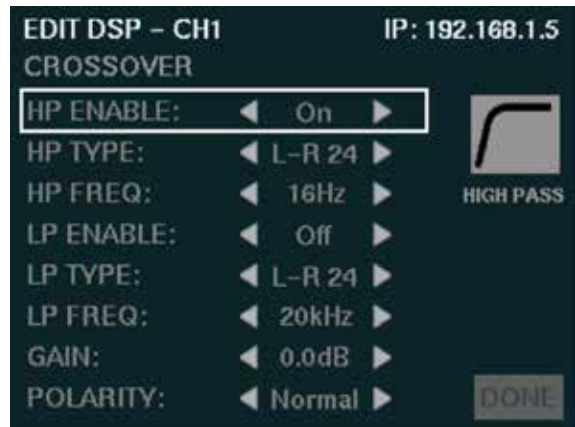 EDIT DSP – CH1 IP: 192.168.1.5
CROSSOVER
HP ENABLE: On
HP TYPE: L-R 24
HP FREQ: 16Hz
HIGH PASS
LP ENABLE: Off
LP TYPE: L-R 24
LP FREQ: 20kHz
GAIN: 0.0dB
POLARITY: Normal
DONE